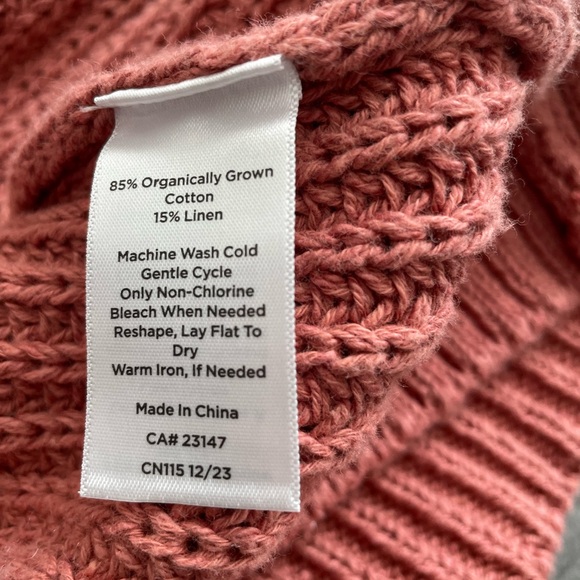 85% Organically Grown
Cotton
15% Linen
Machine Wash Cold
Gentle Cycle
Only Non-Chlorine
Bleach When Needed
Reshape, Lay Flat To
Dry
Warm Iron, If Needed
Made In China
CA# 23147
CN115 12/23